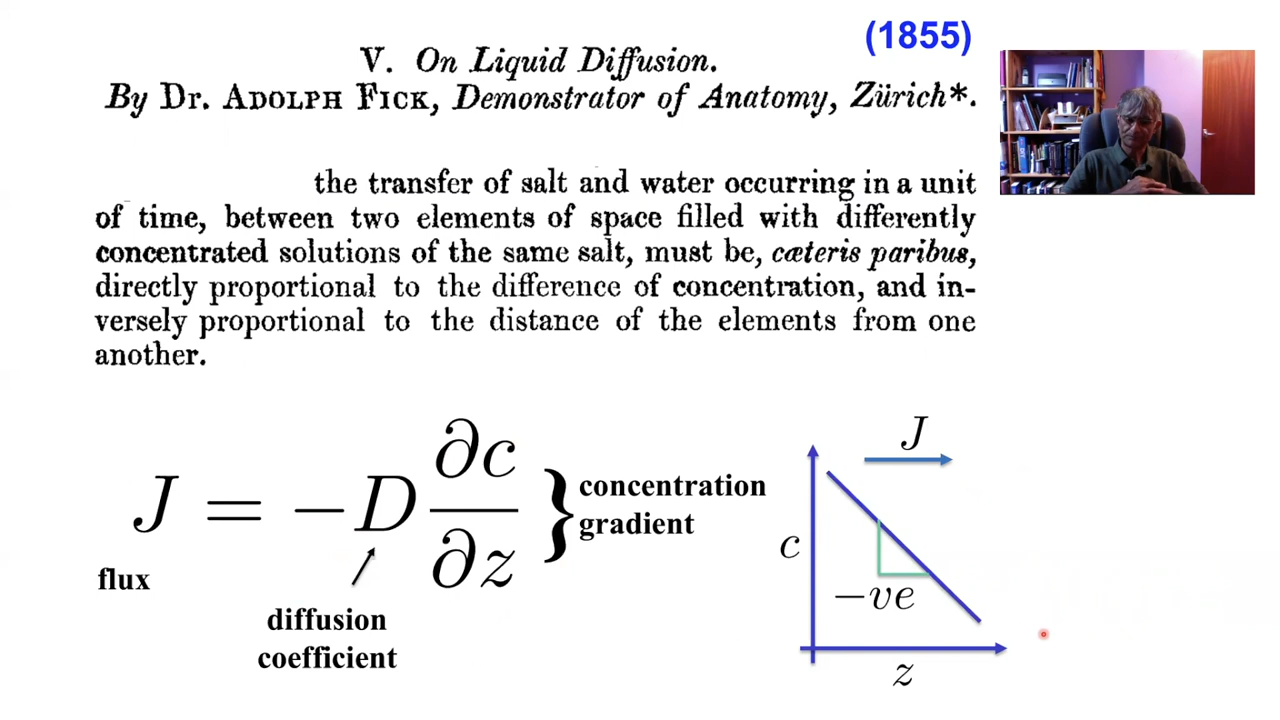 (1855)
V. On Liquid Diffusion.
By Dr. ADOLPH FICK, Demonstrator of Anatomy, Zürich*.
the transfer of salt and water occurring in a unit
of time, between two elements of space filled with differently
concentrated solutions of the same salt, must be, cæteris paribus,
directly proportional to the difference of concentration, and in-
versely proportional to the distance of the elements from one
another.
J = −D ∂c/∂z }
concentration
gradient
flux
diffusion
coefficient
J
c
−ve
z